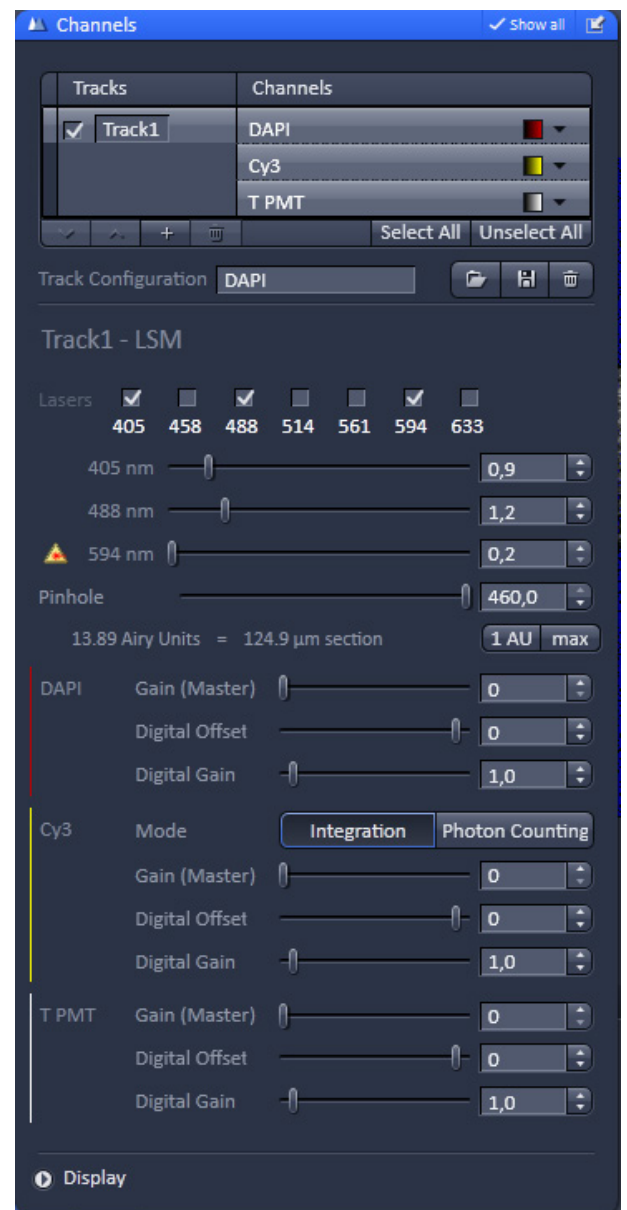 Channels ✓ Show all
Tracks Channels
Track1 DAPI
Cy3
T PMT
+ Select All Unselect All
Track Configuration DAPI
Track1 - LSM
Lasers
405 458 488 514 561 594 633
405 nm 0,9
488 nm 1,2
594 nm 0,2
Pinhole 460,0
13.89 Airy Units = 124.9 µm section 1 AU max
DAPI Gain (Master) 0
Digital Offset 0
Digital Gain 1,0
Cy3 Mode Integration Photon Counting
Gain (Master) 0
Digital Offset 0
Digital Gain 1,0
T PMT Gain (Master) 0
Digital Offset 0
Digital Gain 1,0
Display